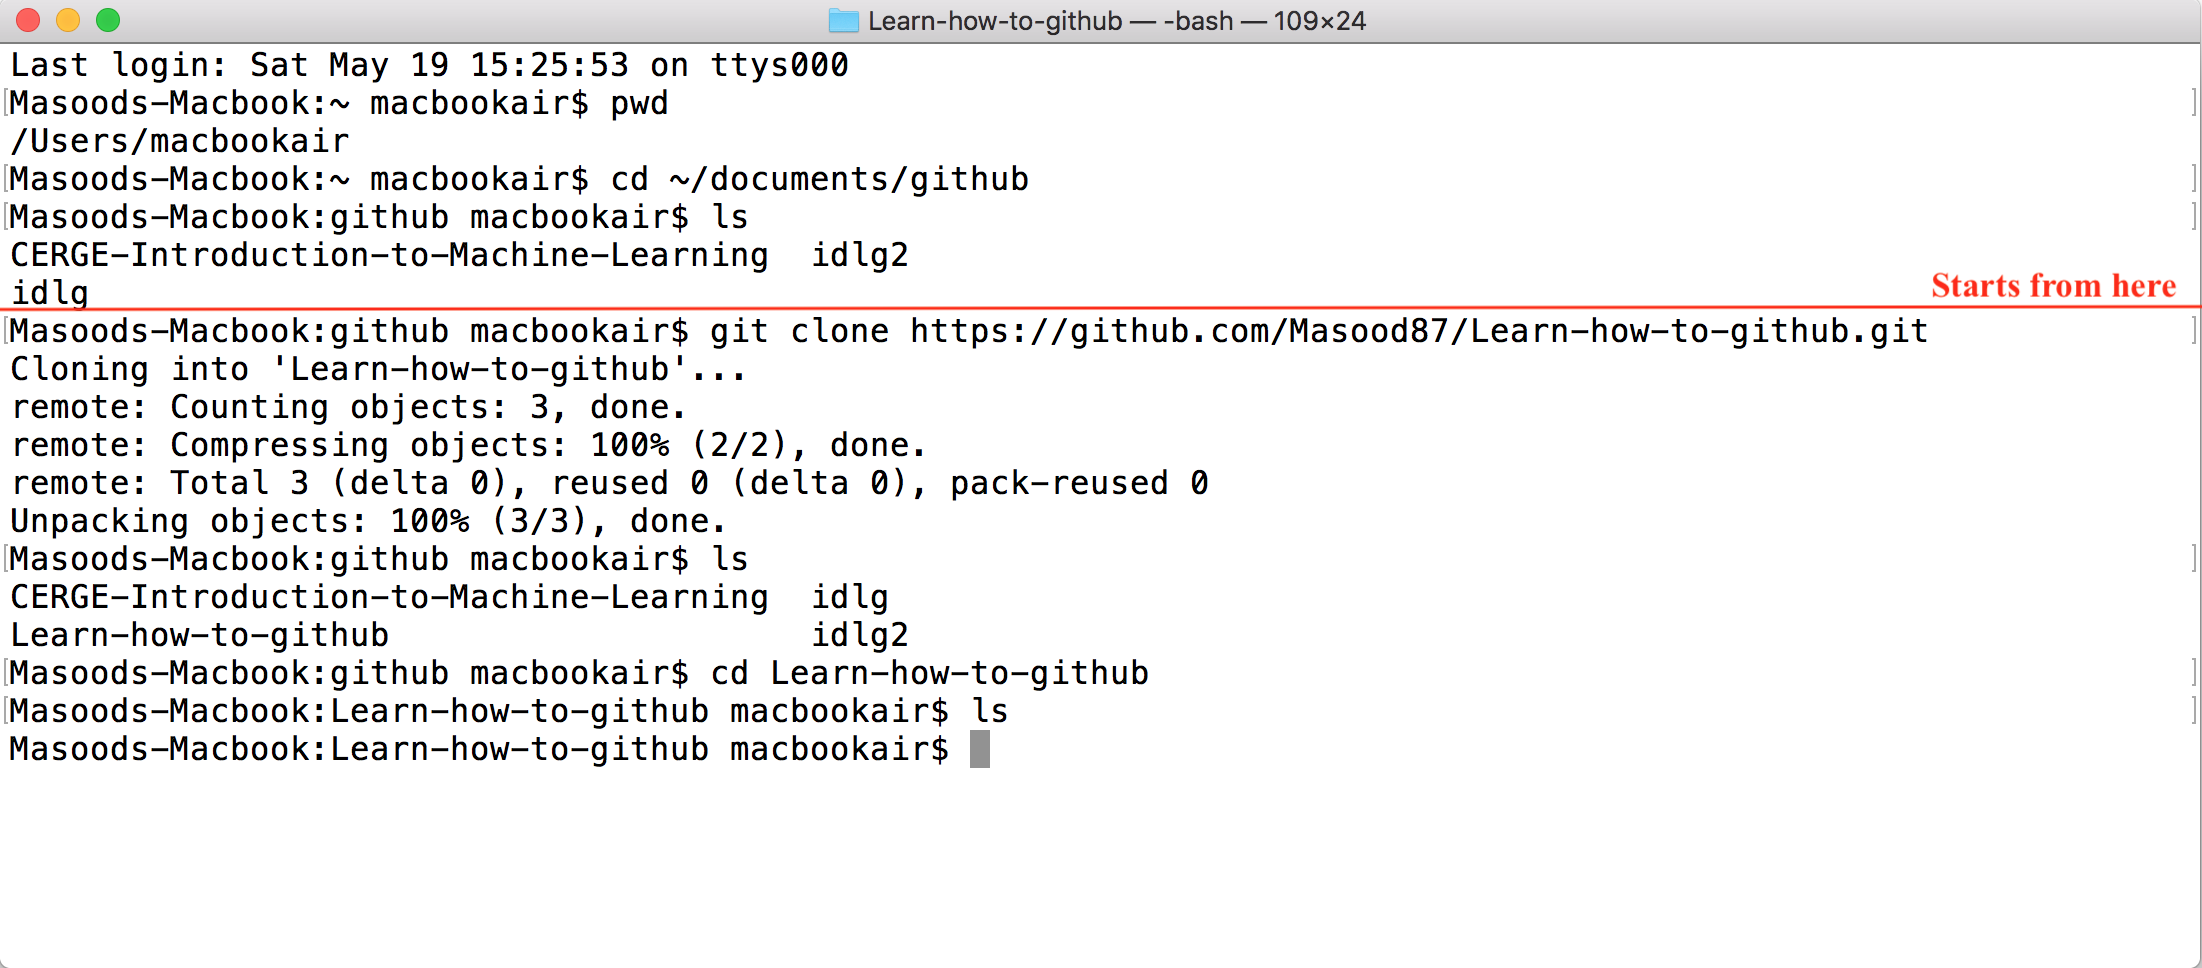 Learn-how-to-github — -bash — 109×24
Last login: Sat May 19 15:25:53 on ttys000
[Masoods-Macbook:~ macbookair$ pwd ]
/Users/macbookair
[Masoods-Macbook:~ macbookair$ cd ~/documents/github ]
[Masoods-Macbook:github macbookair$ ls ]
CERGE-Introduction-to-Machine-Learning  idlg2
idlg
Starts from here
[Masoods-Macbook:github macbookair$ git clone https://github.com/Masood87/Learn-how-to-github.git ]
Cloning into 'Learn-how-to-github'...
remote: Counting objects: 3, done.
remote: Compressing objects: 100% (2/2), done.
remote: Total 3 (delta 0), reused 0 (delta 0), pack-reused 0
Unpacking objects: 100% (3/3), done.
[Masoods-Macbook:github macbookair$ ls ]
CERGE-Introduction-to-Machine-Learning  idlg
Learn-how-to-github                     idlg2
[Masoods-Macbook:github macbookair$ cd Learn-how-to-github ]
[Masoods-Macbook:Learn-how-to-github macbookair$ ls ]
Masoods-Macbook:Learn-how-to-github macbookair$